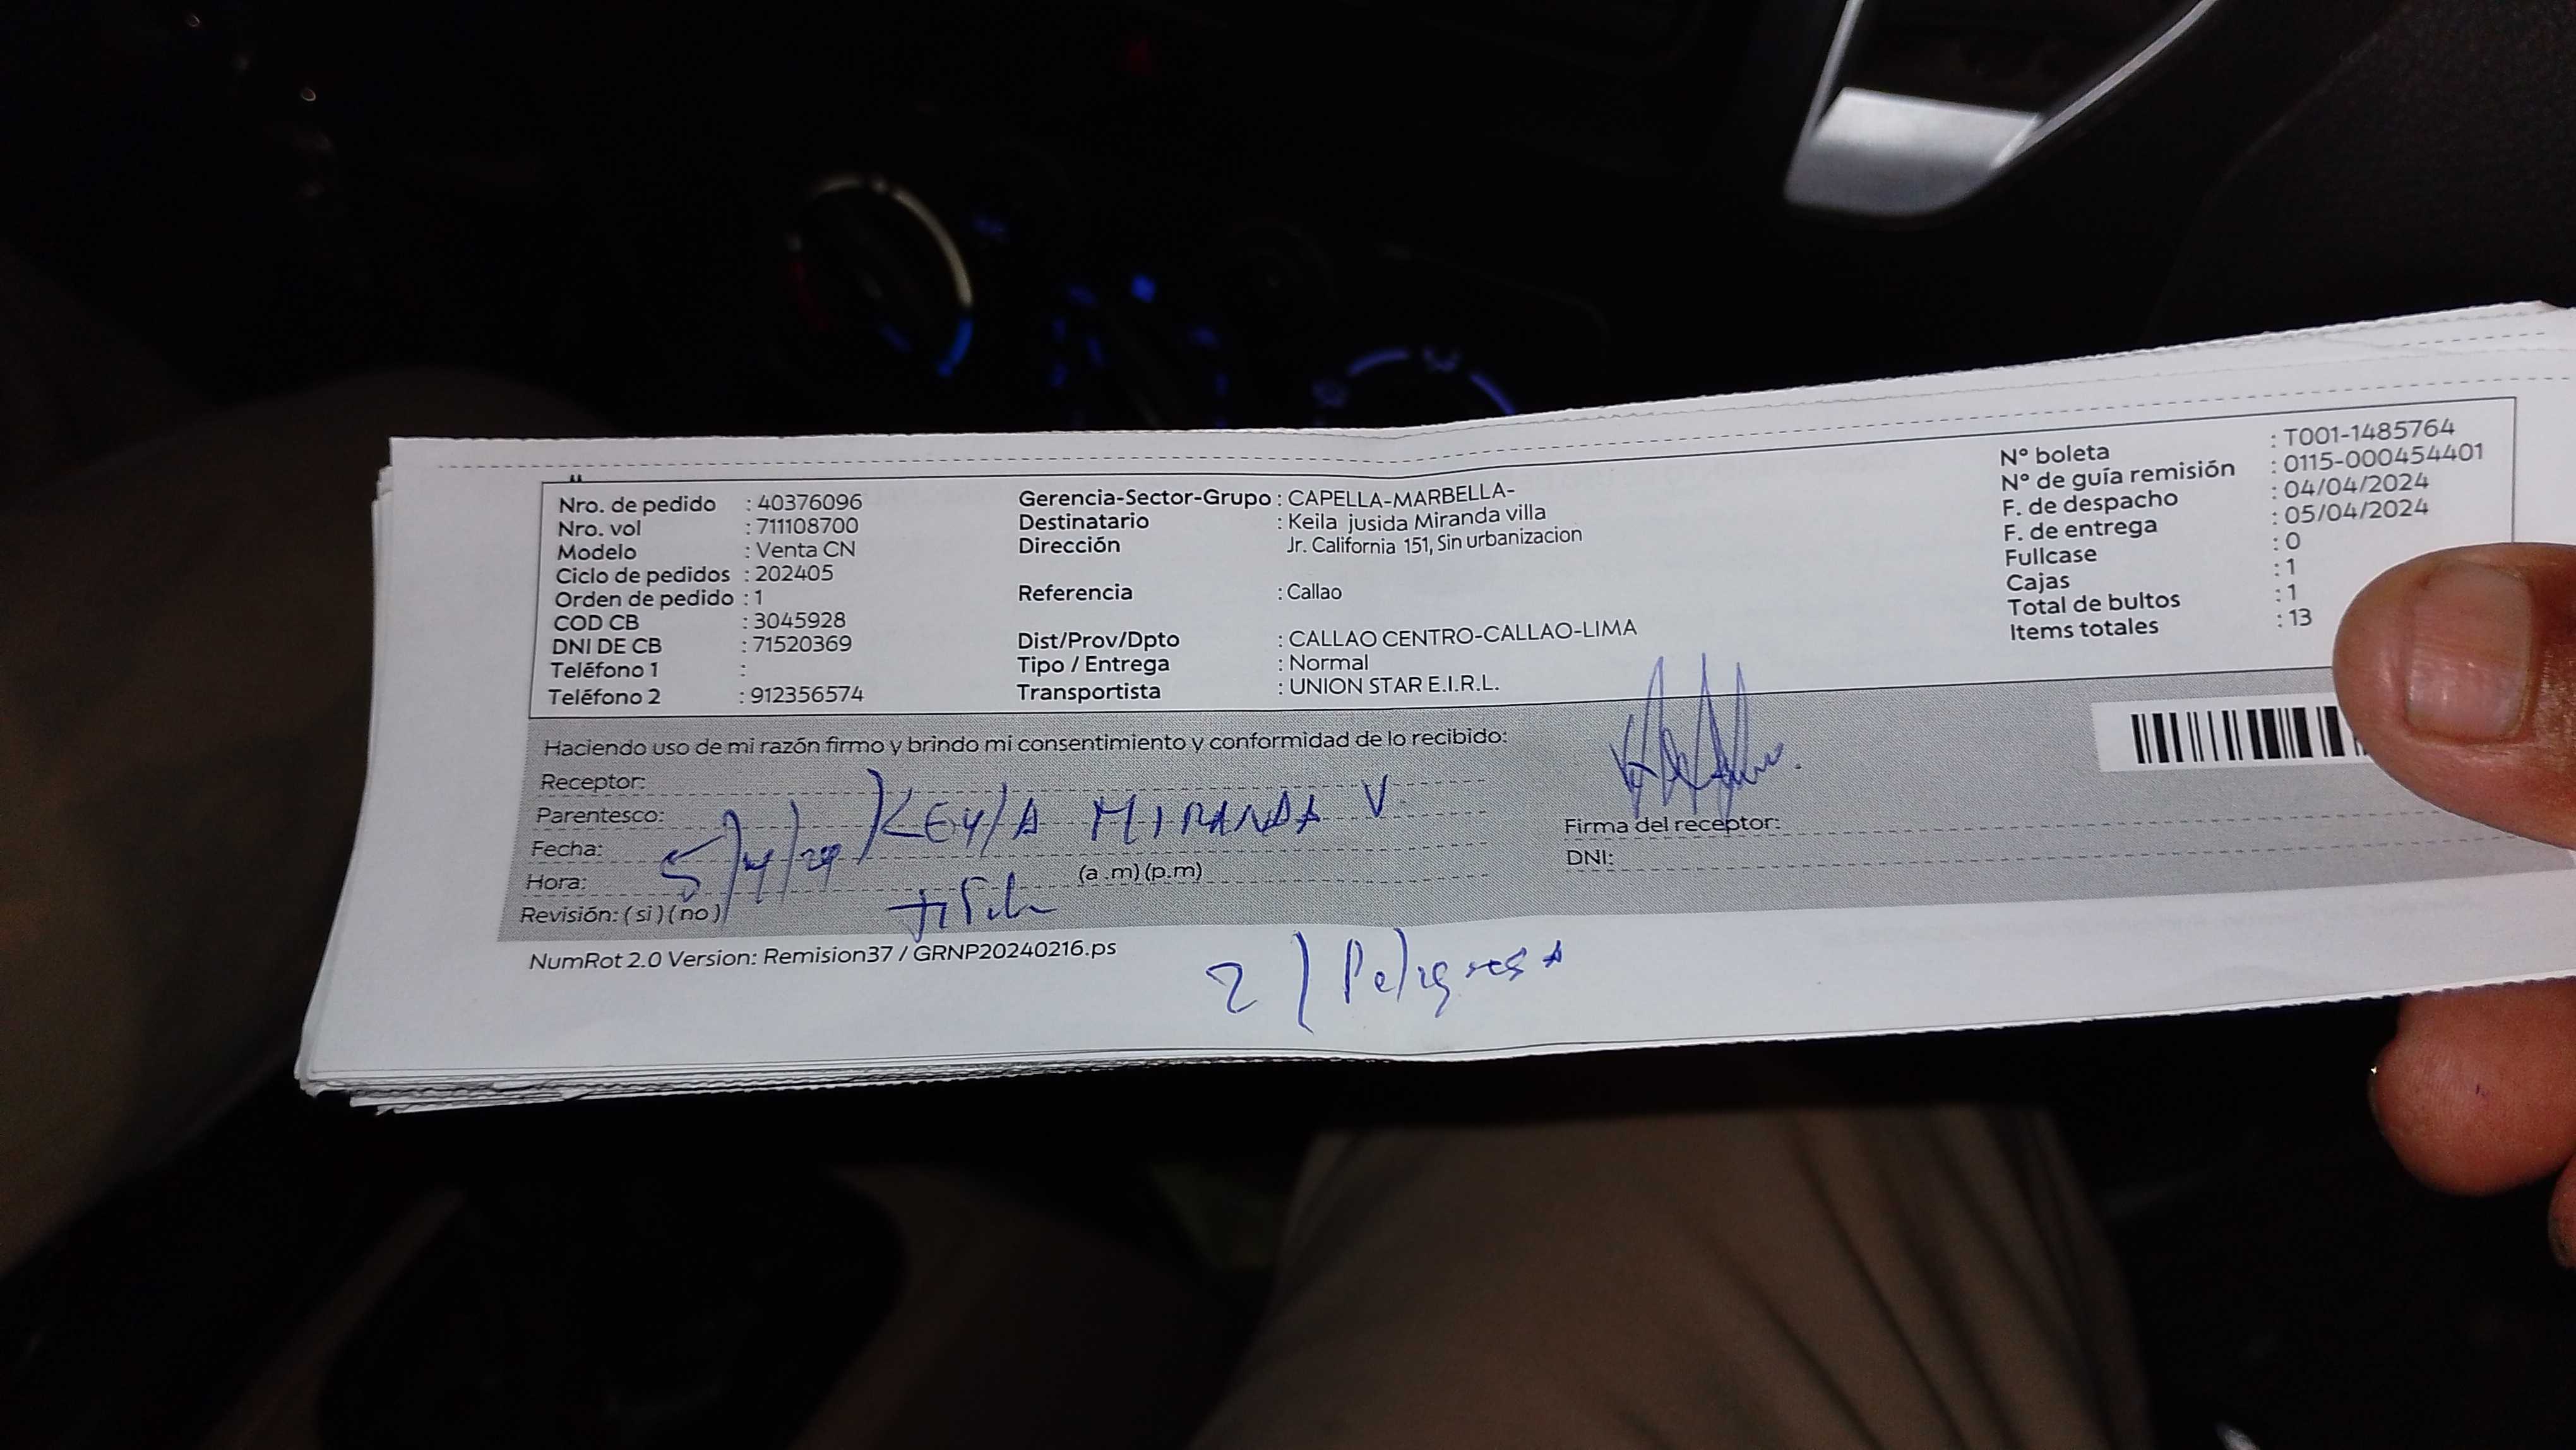 Nro. de pedido : 40376096
Nro. vol : 711108700
Modelo : Venta CN
Ciclo de pedidos : 202405
Orden de pedido : 1
COD CB : 3045928
DNI DE CB : 71520369
Teléfono 1 :
Teléfono 2 : 912356574
Gerencia-Sector-Grupo : CAPELLA-MARBELLA-
Destinatario : Keila jusida Miranda villa
Dirección Jr. California 151, Sin urbanizacion
Referencia : Callao
Dist/Prov/Dpto : CALLAO CENTRO-CALLAO-LIMA
Tipo / Entrega : Normal
Transportista : UNION STAR E.I.R.L.
Nº boleta : T001-1485764
Nº de guía remisión : 0115-000454401
F. de despacho : 04/04/2024
F. de entrega : 05/04/2024
Fullcase : 0
Cajas : 1
Total de bultos : 1
Items totales : 13
Haciendo uso de mi razón firmo y brindo mi consentimiento y conformidad de lo recibido:
Receptor:
Parentesco: KEYlA MIRANDA V.
Fecha: 5/4/24
Hora: (a.m)(p.m)
Revisión: (si)(no)
Firma del receptor:
DNI:
NumRot 2.0 Version: Remision37 / GRNP20240216.ps
2 /